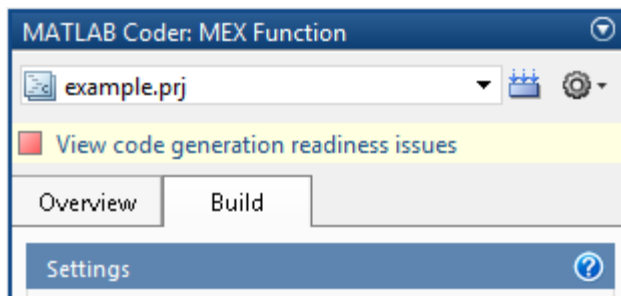 MATLAB Coder: MEX Function
example.prj
View code generation readiness issues
Overview Build
Settings